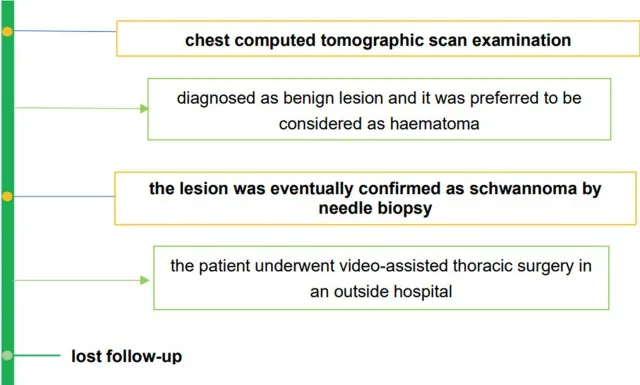 chest computed tomographic scan examination
diagnosed as benign lesion and it was preferred to be
considered as haematoma
the lesion was eventually confirmed as schwannoma by
needle biopsy
the patient underwent video-assisted thoracic surgery in
an outside hospital
lost follow-up